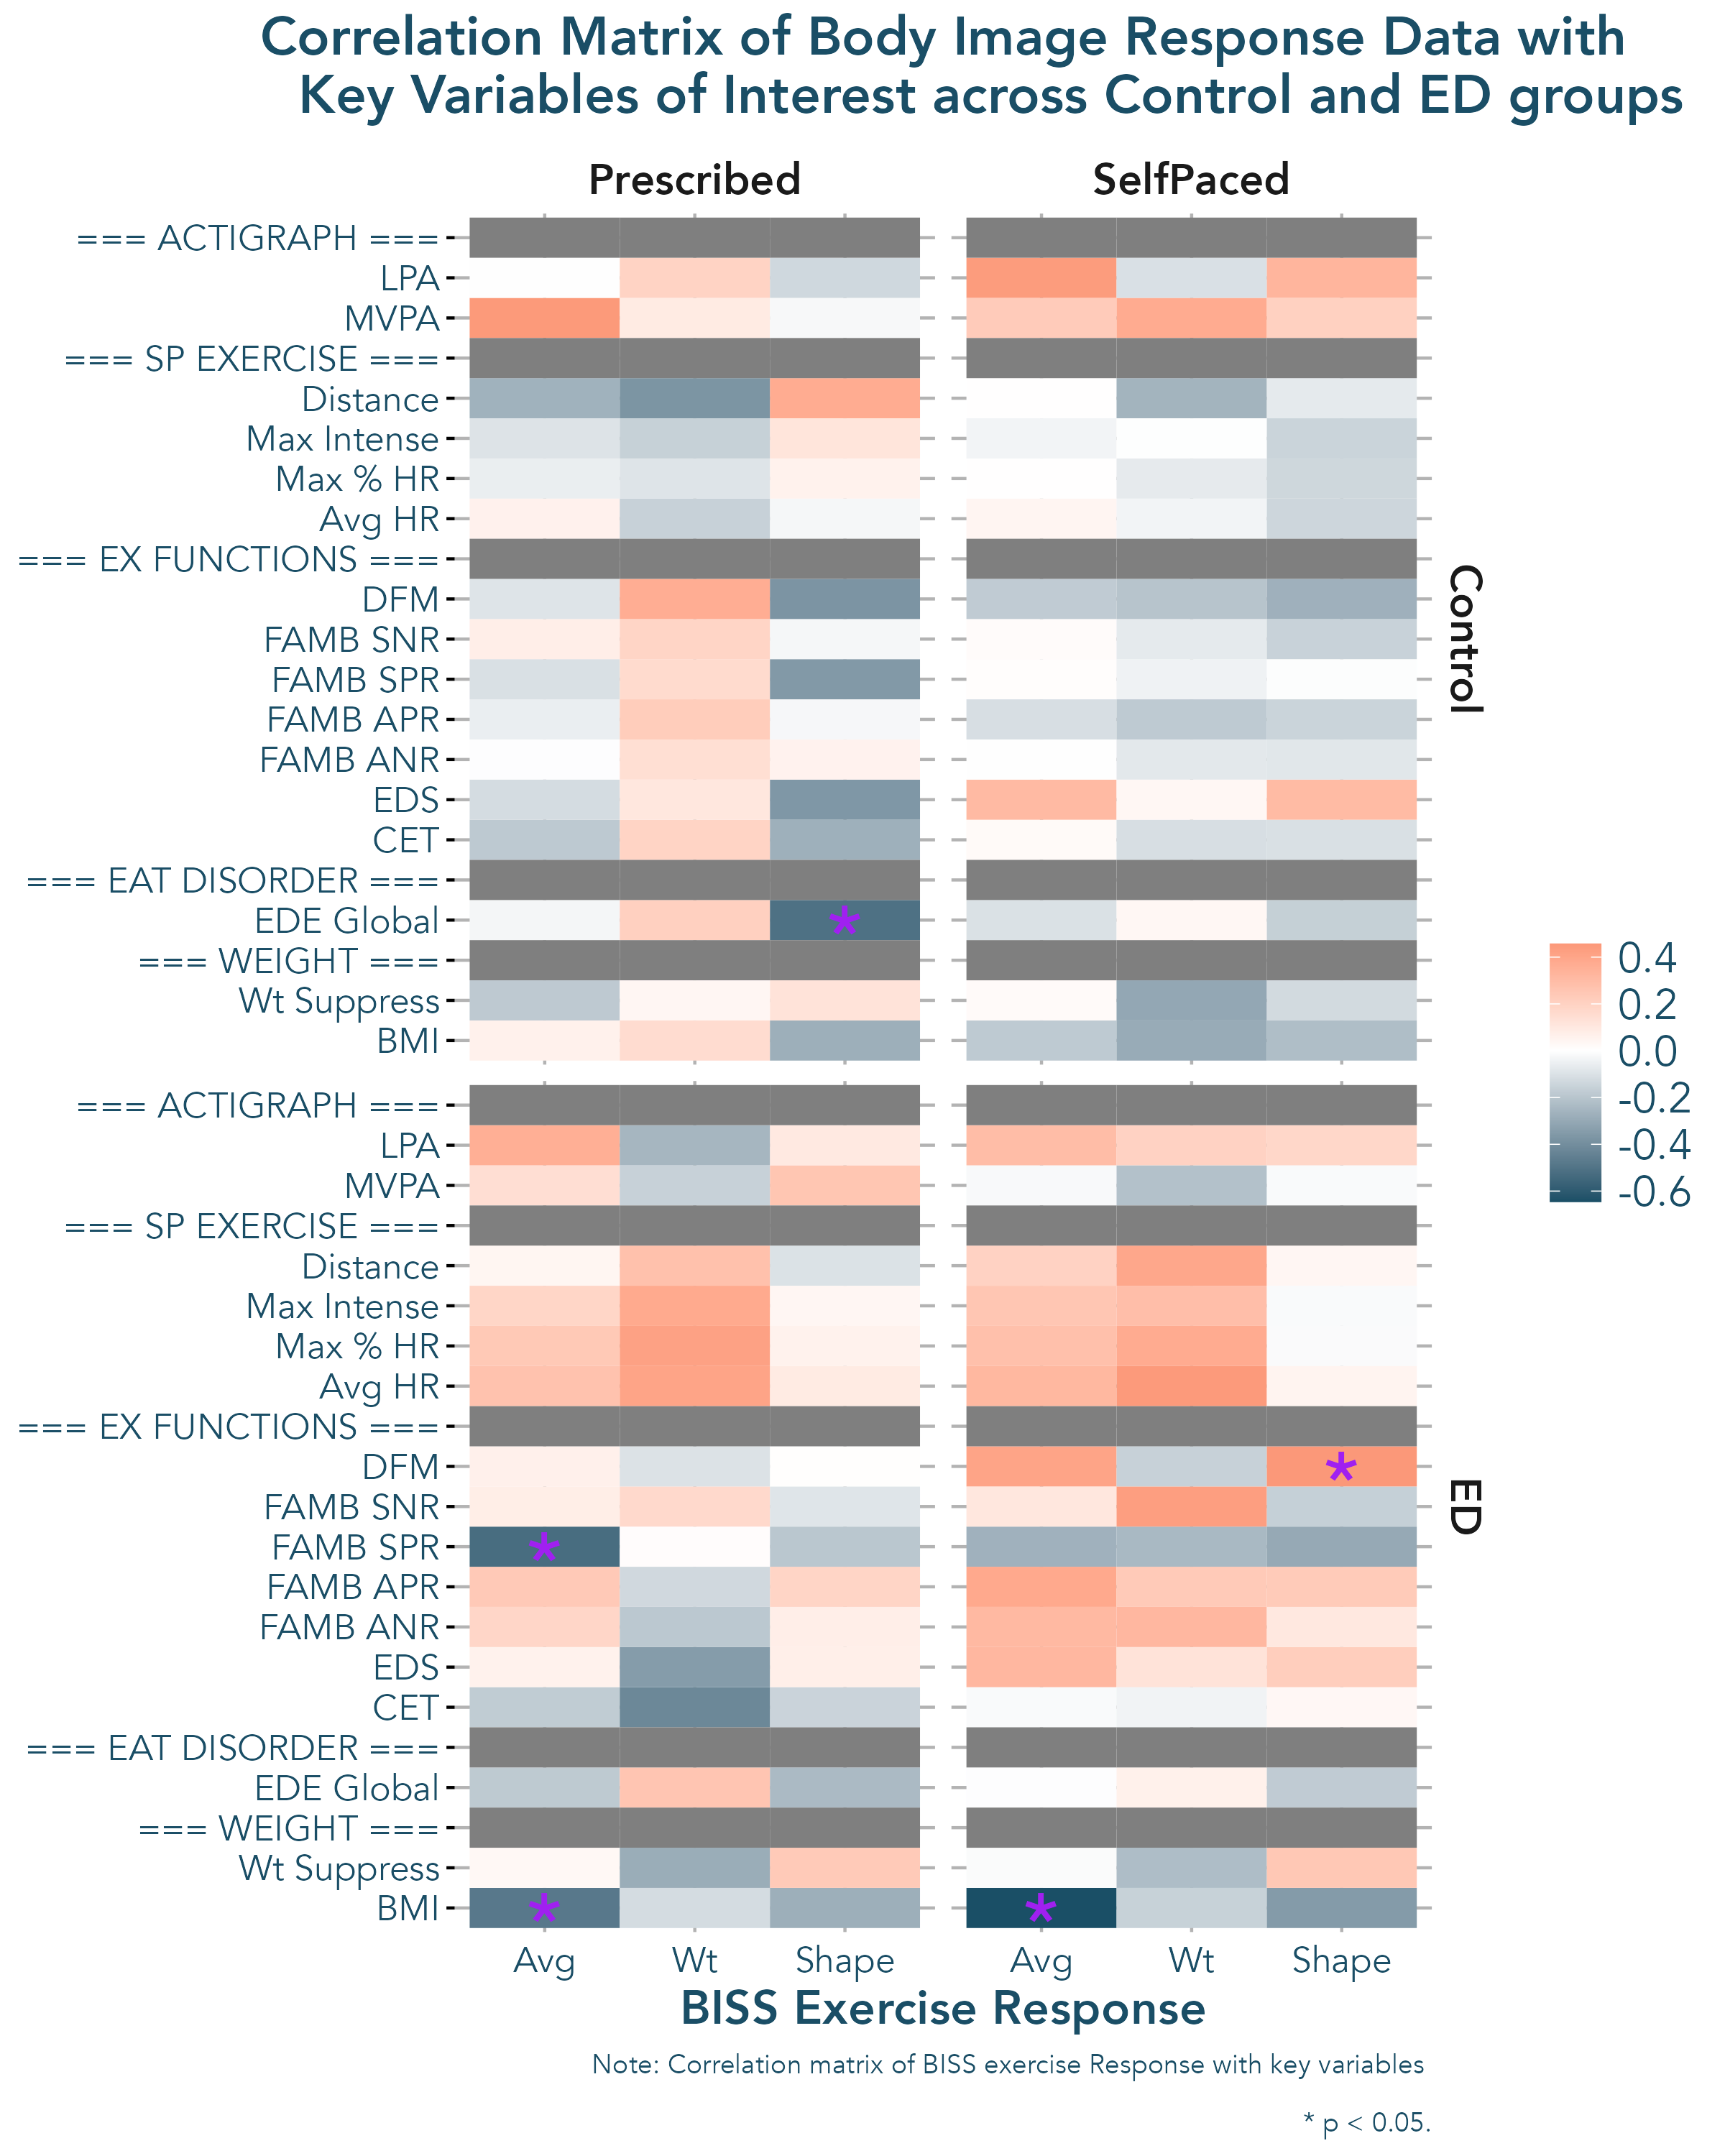 Correlation Matrix of Body Image Response Data with
Key Variables of Interest across Control and ED groups
Prescribed
SelfPaced
=== ACTIGRAPH ===
LPA
MVPA
=== SP EXERCISE ===
Distance
Max Intense
Max % HR
Avg HR
=== EX FUNCTIONS ===
DFM
FAMB SNR
FAMB SPR
FAMB APR
FAMB ANR
EDS
CET
=== EAT DISORDER ===
EDE Global
*
=== WEIGHT ===
Wt Suppress
BMI
Control
=== ACTIGRAPH ===
LPA
MVPA
=== SP EXERCISE ===
Distance
Max Intense
Max % HR
Avg HR
=== EX FUNCTIONS ===
DFM
*
FAMB SNR
FAMB SPR
*
FAMB APR
FAMB ANR
EDS
CET
=== EAT DISORDER ===
EDE Global
=== WEIGHT ===
Wt Suppress
BMI
* *
ED
0.4
0.2
0.0
-0.2
-0.4
-0.6
Avg Wt Shape
Avg Wt Shape
BISS Exercise Response
Note: Correlation matrix of BISS exercise Response with key variables
* p < 0.05.